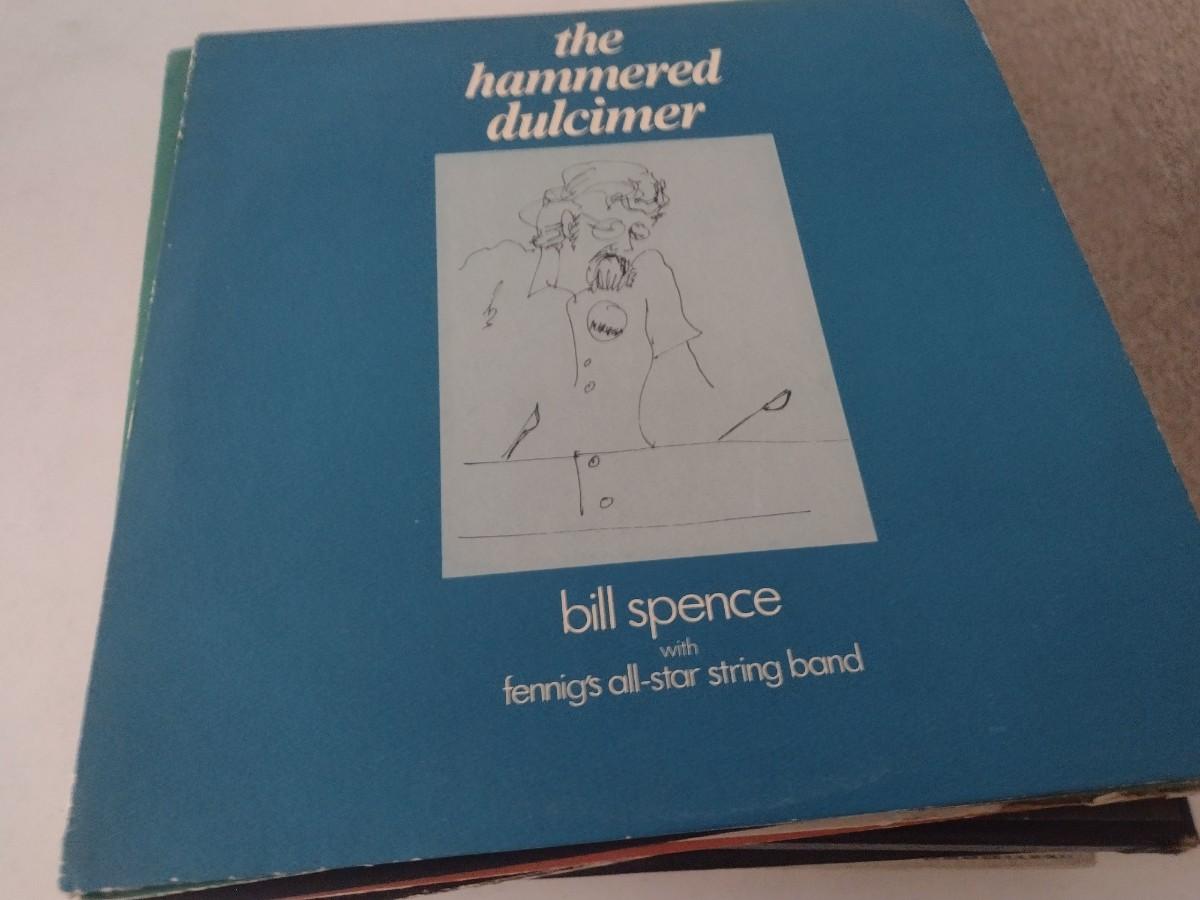 the
hammered
dulcimer
bill spence
with
fennig's all-star string band